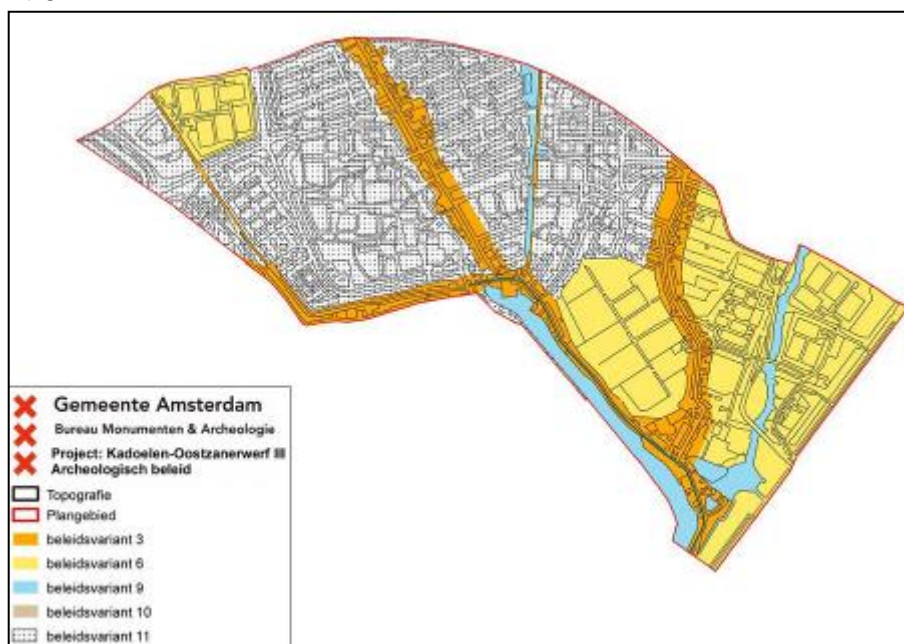 Gemeente Amsterdam
Bureau Monumenten & Archeologie
Project: Kadoelen-Oostzanerwerf III
Archeologisch beleid
Topografie
Plangebied
beleidsvariant 3
beleidsvariant 6
beleidsvariant 9
beleidsvariant 10
beleidsvariant 11